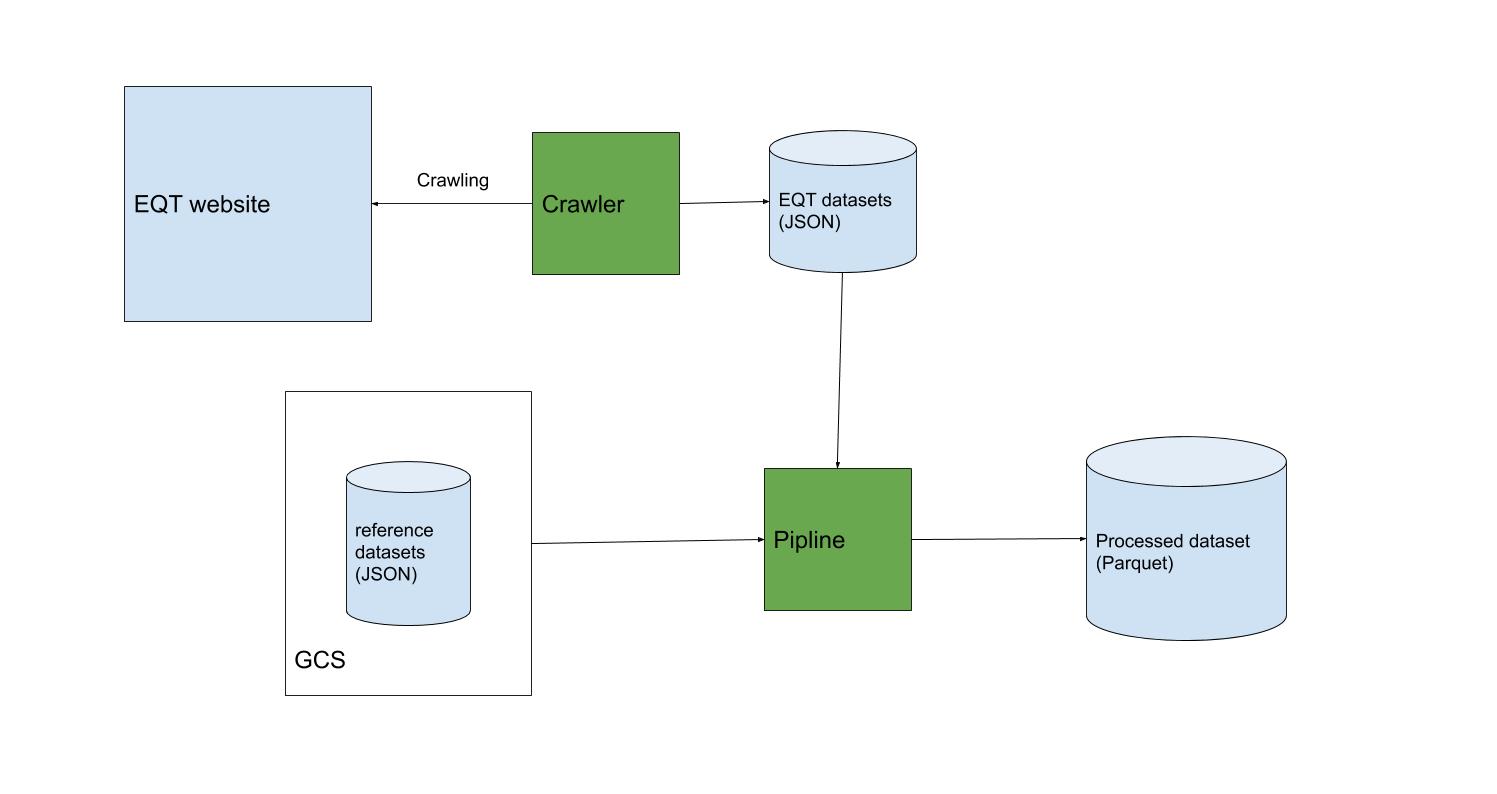 Crawling
EQT website
Crawler
EQT datasets
(JSON)
reference
datasets
(JSON)
GCS
Pipline
Processed dataset
(Parquet)